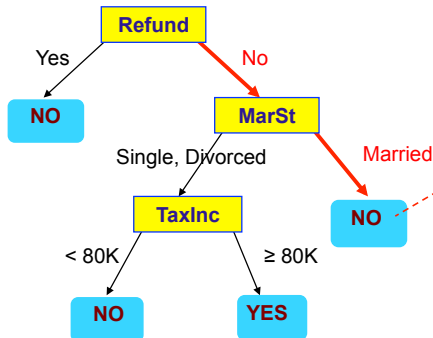 Refund
Yes
No
NO
MarSt
Single, Divorced
Married
TaxInc
NO
< 80K
≥ 80K
NO
YES